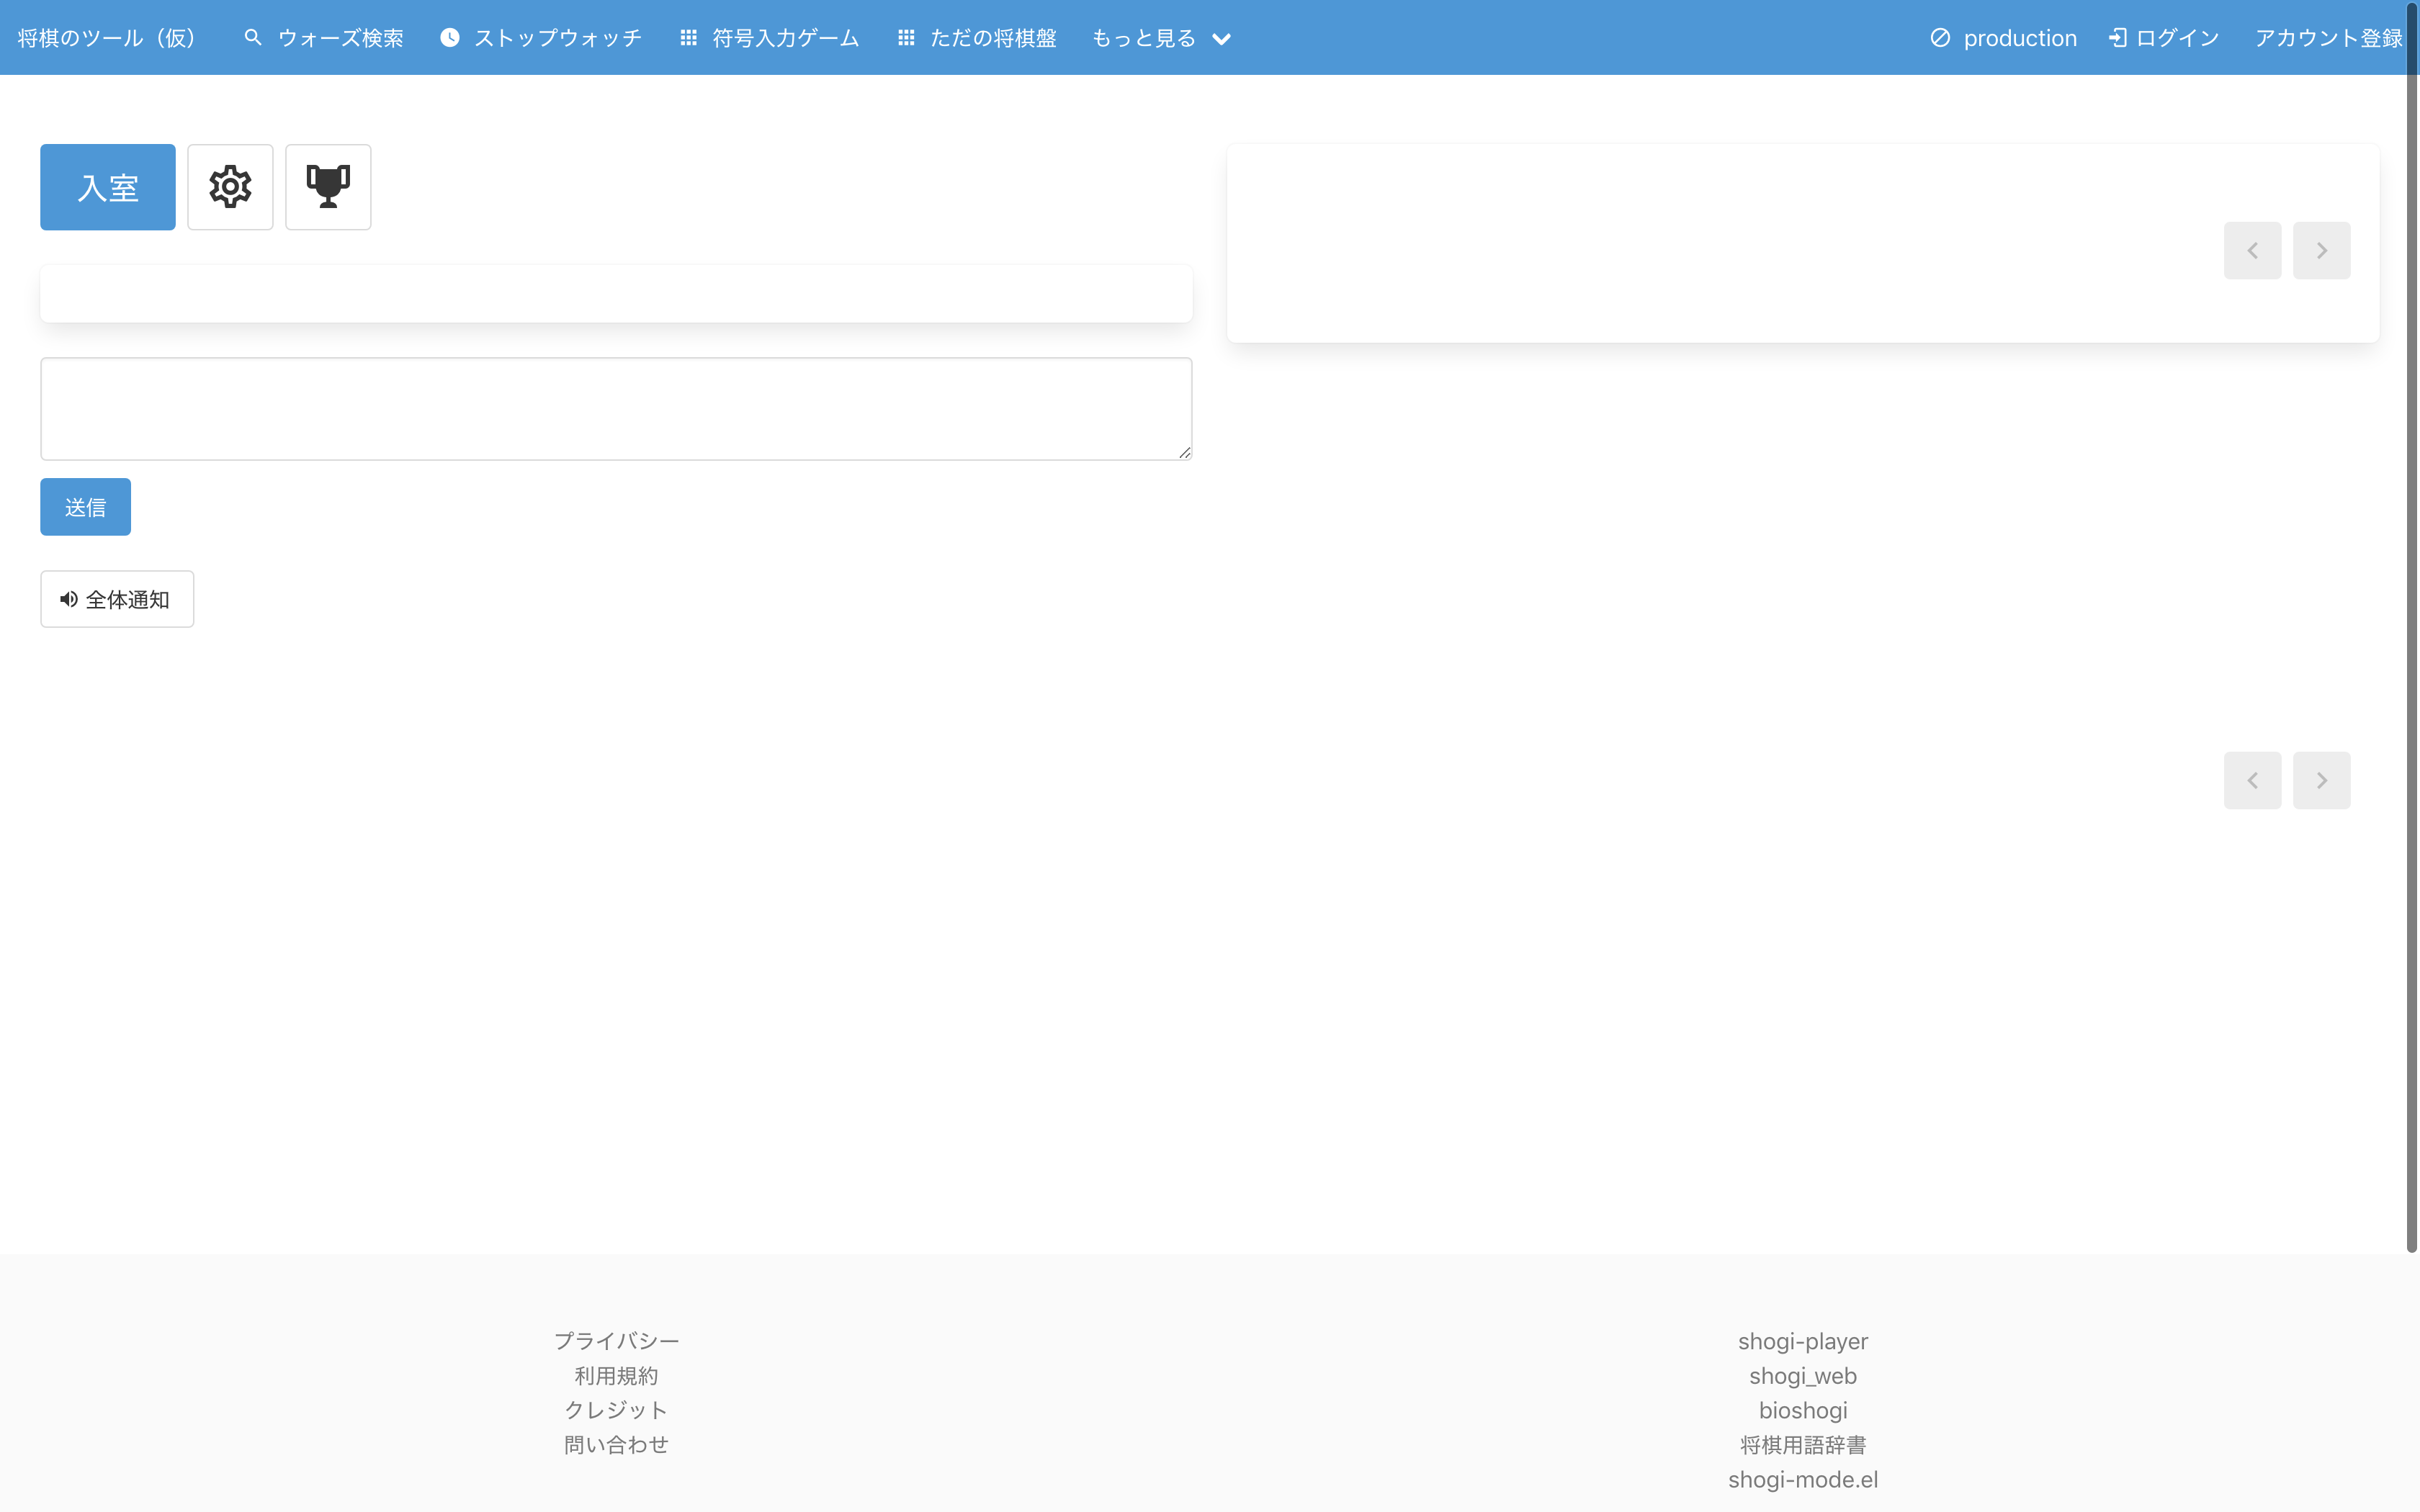 将棋のツール（仮） ウォーズ検索 ストップウォッチ 符号入力ゲーム ただの将棋盤 もっと見る production ログイン アカウント登録
入室
送信
全体通知
プライバシー
利用規約
クレジット
問い合わせ
shogi-player
shogi_web
bioshogi
将棋用語辞書
shogi-mode.el